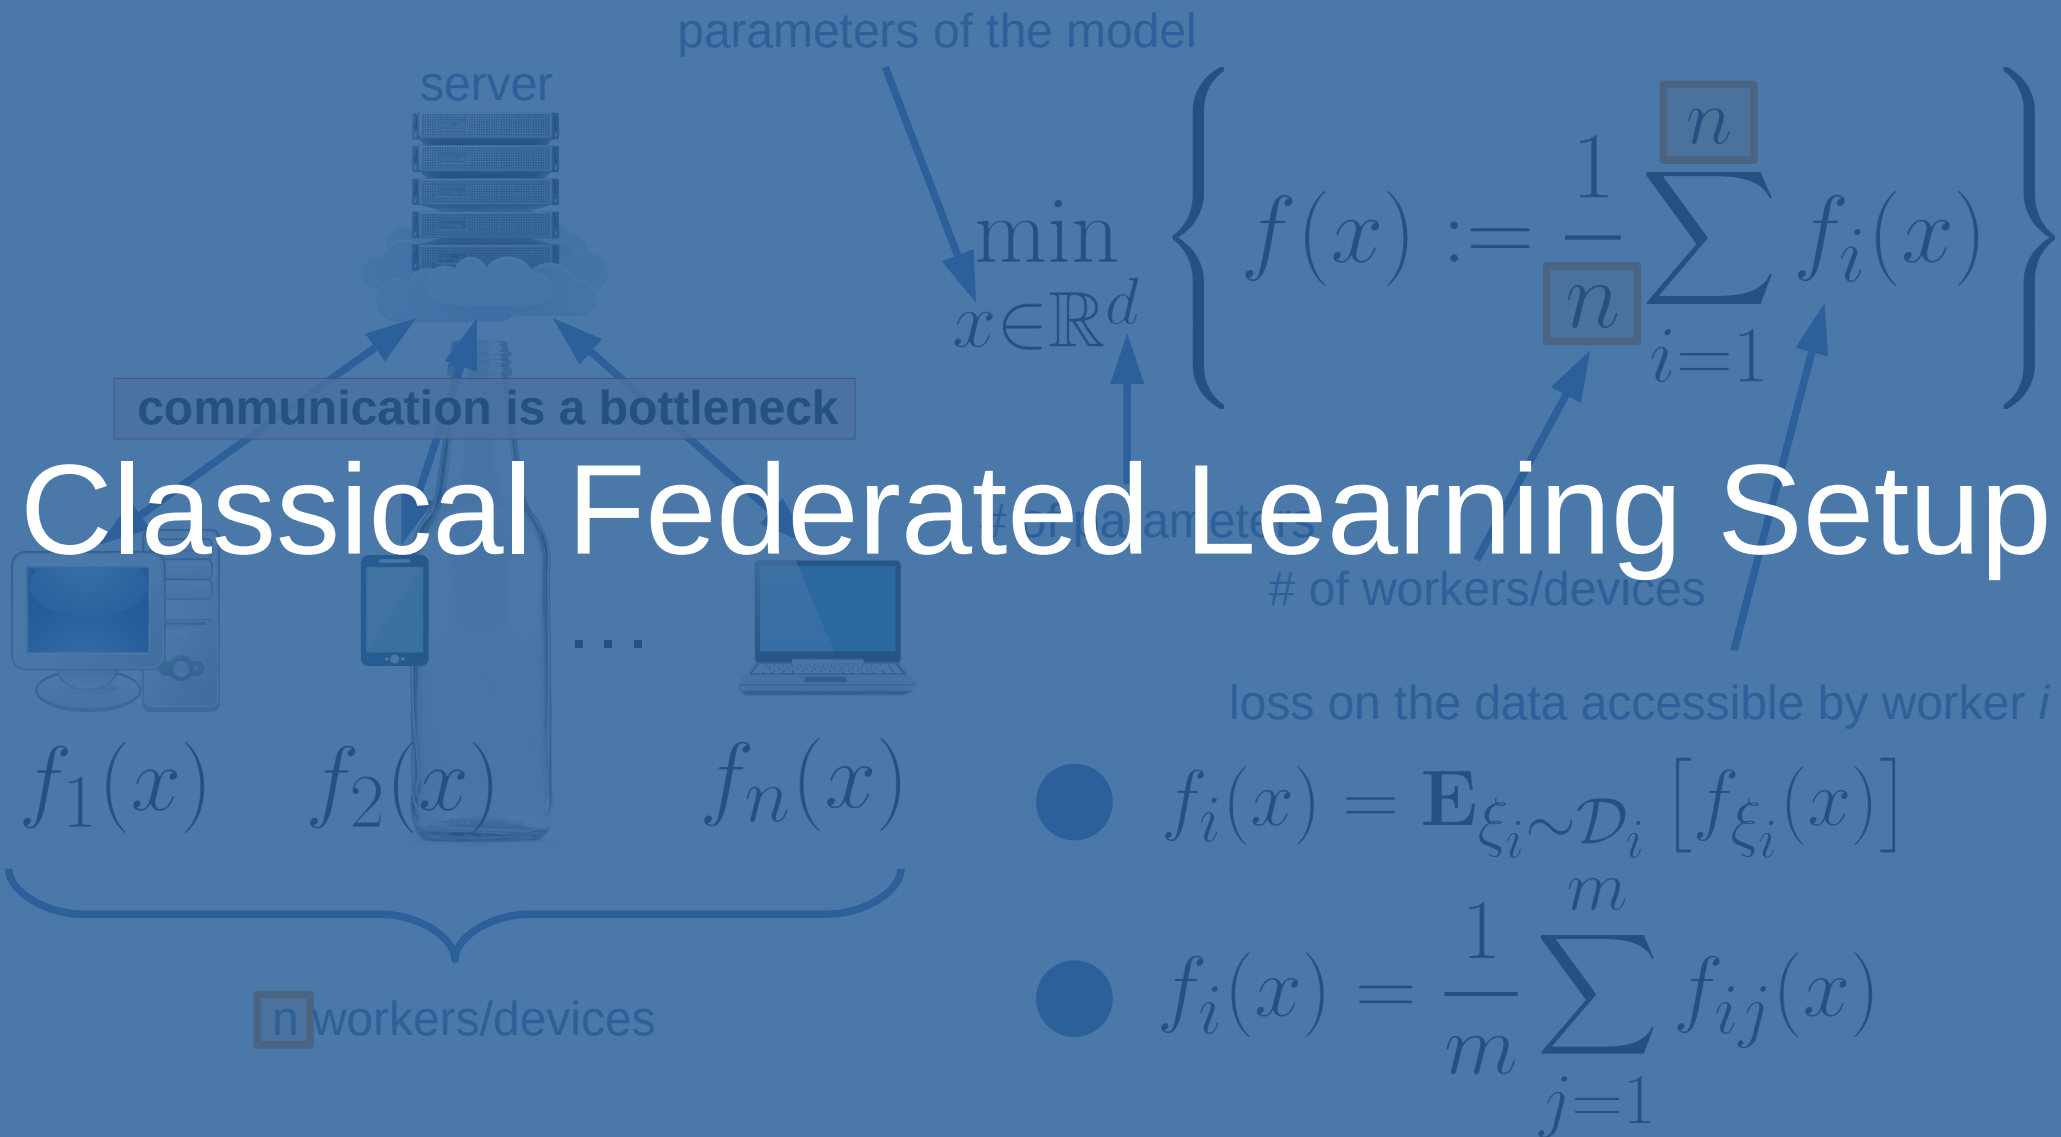 parameters of the model
server
min
x∈ℝ^d
{ f(x) := 1/n ∑_{i=1}^{n} f_i(x) }
communication is a bottleneck
Classical Federated Learning Setup
# of parameters
# of workers/devices
...
loss on the data accessible by worker i
f_1(x) f_2(x) f_n(x)
f_i(x) = E_{ξ_i∼𝒟_i} [f_{ξ_i}(x)]
f_i(x) = 1/m ∑_{j=1}^{m} f_{ij}(x)
n workers/devices